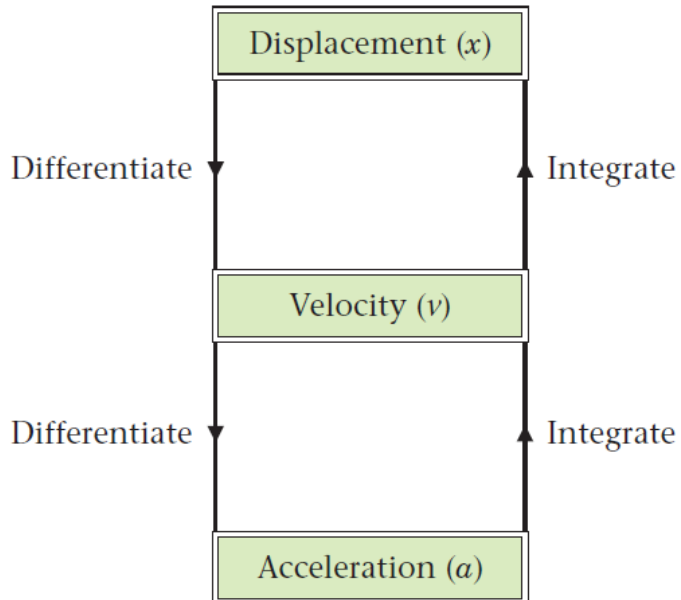 Displacement (x)
Differentiate
Integrate
Velocity (v)
Differentiate
Integrate
Acceleration (a)